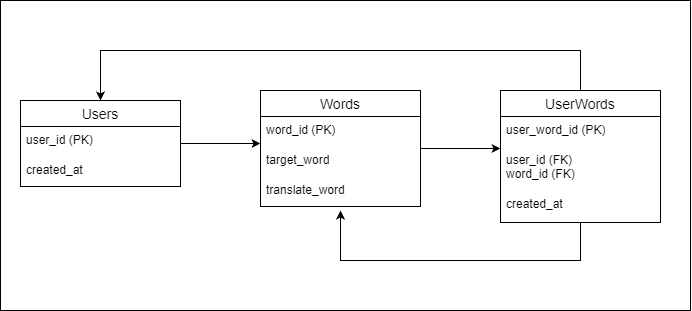 Users
user_id (PK)
created_at
Words
word_id (PK)
target_word
translate_word
UserWords
user_word_id (PK)
user_id (FK)
word_id (FK)
created_at